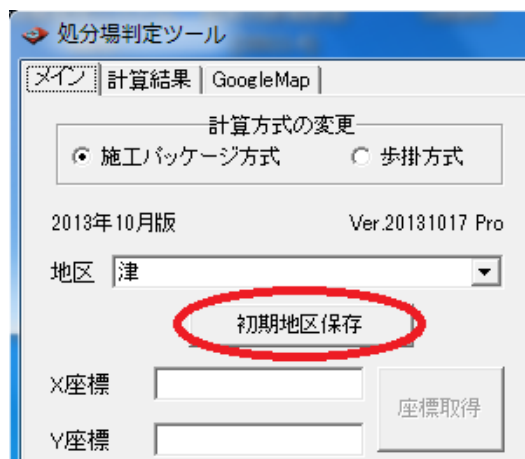 処分場判定ツール
メイン 計算結果 GoogleMap
計算方式の変更
施工パッケージ方式 歩掛方式
2013年10月版 Ver.20131017 Pro
地区 津
初期地区保存
X座標
座標取得
Y座標